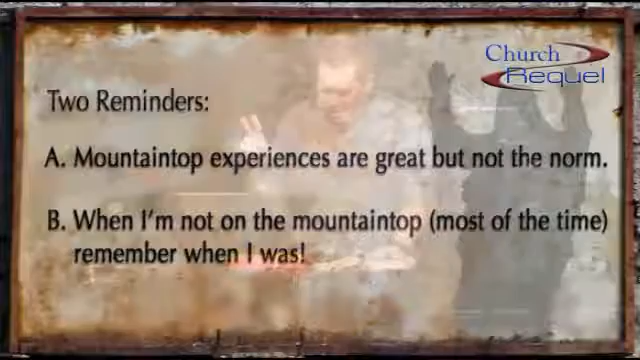 Church
Requel
Two Reminders:
A. Mountaintop experiences are great but not the norm.
B. When I'm not on the mountaintop (most of the time)
remember when I was!